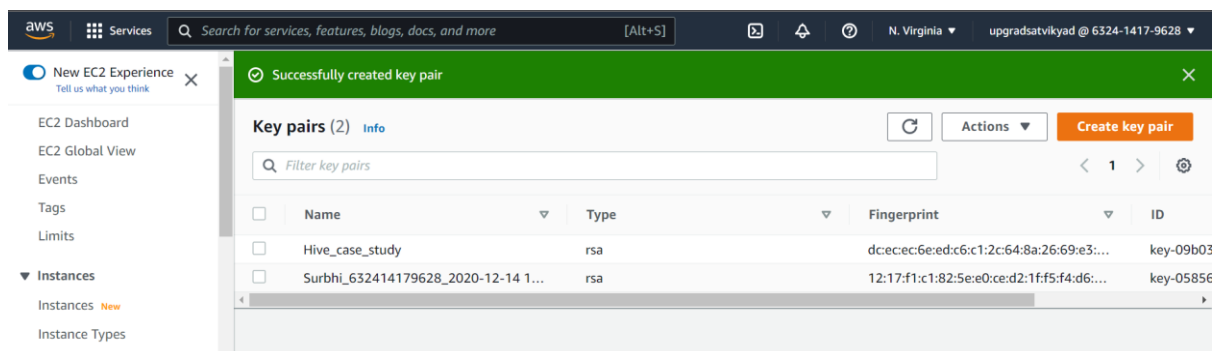 aws Services Search for services, features, blogs, docs, and more [Alt+S] N. Virginia ▼ upgradsatvikyad @ 6324-1417-9628 ▼
New EC2 Experience
Tell us what you think
EC2 Dashboard
EC2 Global View
Events
Tags
Limits
▼ Instances
Instances New
Instance Types
Successfully created key pair
Key pairs (2) Info
Actions ▼ Create key pair
Filter key pairs
< 1 >
Name Type Fingerprint ID
Hive_case_study rsa dc:ec:ec:6e:ed:c6:c1:2c:64:8a:26:69:e3:... key-09b03
Surbhi_632414179628_2020-12-14 1... rsa 12:17:f1:c1:82:5e:e0:ce:d2:1f:f5:f4:d6:... key-05856